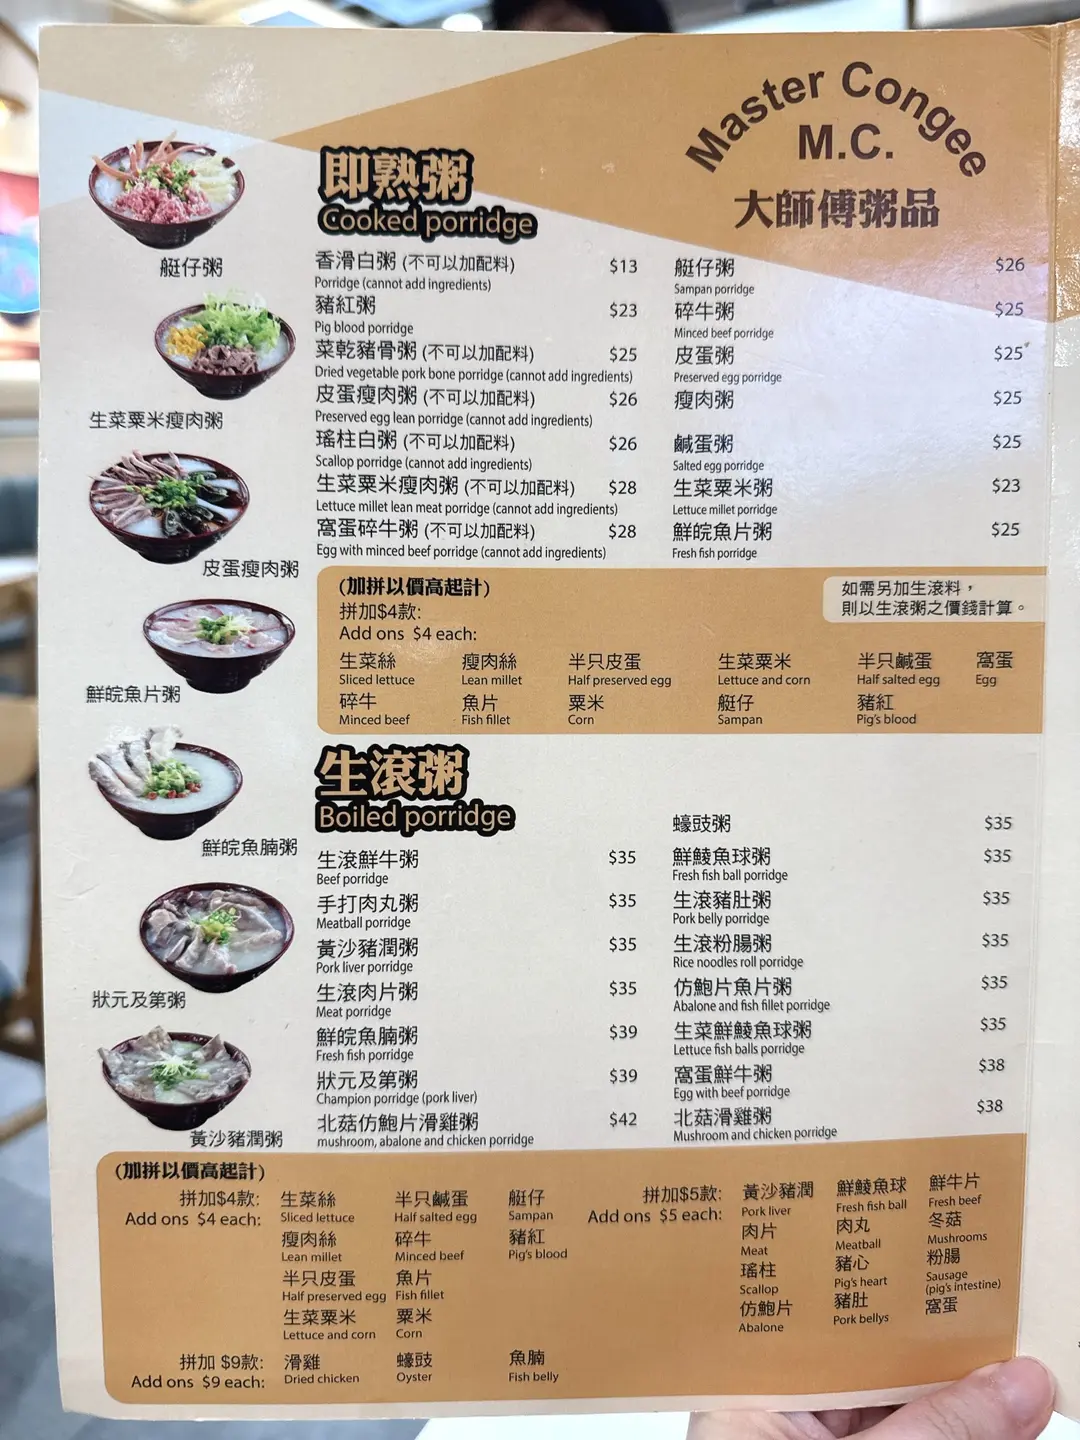 Master Congee
M.C.
大師傅粥品
艇仔粥
生菜粟米瘦肉粥
皮蛋瘦肉粥
鮮皖魚片粥
鮮皖魚腩粥
狀元及第粥
黃沙豬潤粥
即熟粥
Cooked porridge
香滑白粥 (不可以加配料) $13
Porridge (cannot add ingredients)
豬紅粥 $23
Pig blood porridge
菜乾豬骨粥 (不可以加配料) $25
Dried vegetable pork bone porridge (cannot add ingredients)
皮蛋瘦肉粥 (不可以加配料) $26
Preserved egg lean porridge (cannot add ingredients)
瑤柱白粥 (不可以加配料) $26
Scallop porridge (cannot add ingredients)
生菜粟米瘦肉粥 (不可以加配料) $28
Lettuce millet lean meat porridge (cannot add ingredients)
窩蛋碎牛粥 (不可以加配料) $28
Egg with minced beef porridge (cannot add ingredients)
艇仔粥 $26
Sampan porridge
碎牛粥 $25
Minced beef porridge
皮蛋粥 $25
Preserved egg porridge
瘦肉粥 $25
鹹蛋粥 $25
Salted egg porridge
生菜粟米粥 $23
Lettuce millet porridge
鮮皖魚片粥 $25
Fresh fish porridge
(加拼以價高起計)
拼加$4款:
Add ons $4 each:
如需另加生滾料，
則以生滾粥之價錢計算。
生菜絲 瘦肉絲 半只皮蛋 生菜粟米 半只鹹蛋 窩蛋
Sliced lettuce Lean millet Half preserved egg Lettuce and corn Half salted egg Egg
碎牛 魚片 粟米 艇仔 豬紅
Minced beef Fish fillet Corn Sampan Pig's blood
生滾粥
Boiled porridge
生滾鮮牛粥 $35
Beef porridge
手打肉丸粥 $35
Meatball porridge
黃沙豬潤粥 $35
Pork liver porridge
生滾肉片粥 $35
Meat porridge
鮮皖魚腩粥 $39
Fresh fish porridge
狀元及第粥 $39
Champion porridge (pork liver)
北菇仿鮑片滑雞粥 $42
mushroom, abalone and chicken porridge
蠔豉粥 $35
鮮鯪魚球粥 $35
Fresh fish ball porridge
生滾豬肚粥 $35
Pork belly porridge
生滾粉腸粥 $35
Rice noodles roll porridge
仿鮑片魚片粥 $35
Abalone and fish fillet porridge
生菜鮮鯪魚球粥 $35
Lettuce fish balls porridge
窩蛋鮮牛粥 $38
Egg with beef porridge
北菇滑雞粥 $38
Mushroom and chicken porridge
(加拼以價高起計)
拼加$4款: 生菜絲 半只鹹蛋 艇仔
Add ons $4 each: Sliced lettuce Half salted egg Sampan
瘦肉絲 碎牛 豬紅
Lean millet Minced beef Pig's blood
半只皮蛋 魚片
Half preserved egg Fish fillet
生菜粟米 粟米
Lettuce and corn Corn
拼加 $9款: 滑雞 蠔豉 魚腩
Add ons $9 each: Dried chicken Oyster Fish belly
拼加$5款: 黃沙豬潤 鮮鯪魚球 鮮牛片
Add ons $5 each: Pork liver Fresh fish ball Fresh beef
肉片 肉丸 冬菇
Meat Meatball Mushrooms
瑤柱 豬心 粉腸
Scallop Pig's heart Sausage
(pig's intestine)
仿鮑片 豬肚 窩蛋
Abalone Pork bellys